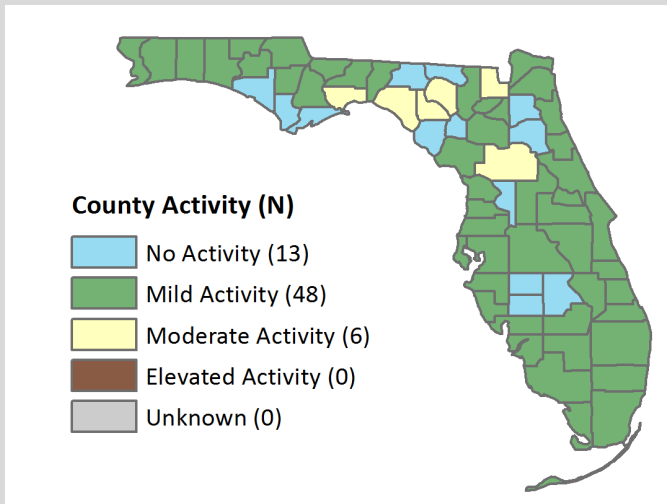 County Activity (N)
No Activity (13)
Mild Activity (48)
Moderate Activity (6)
Elevated Activity (0)
Unknown (0)